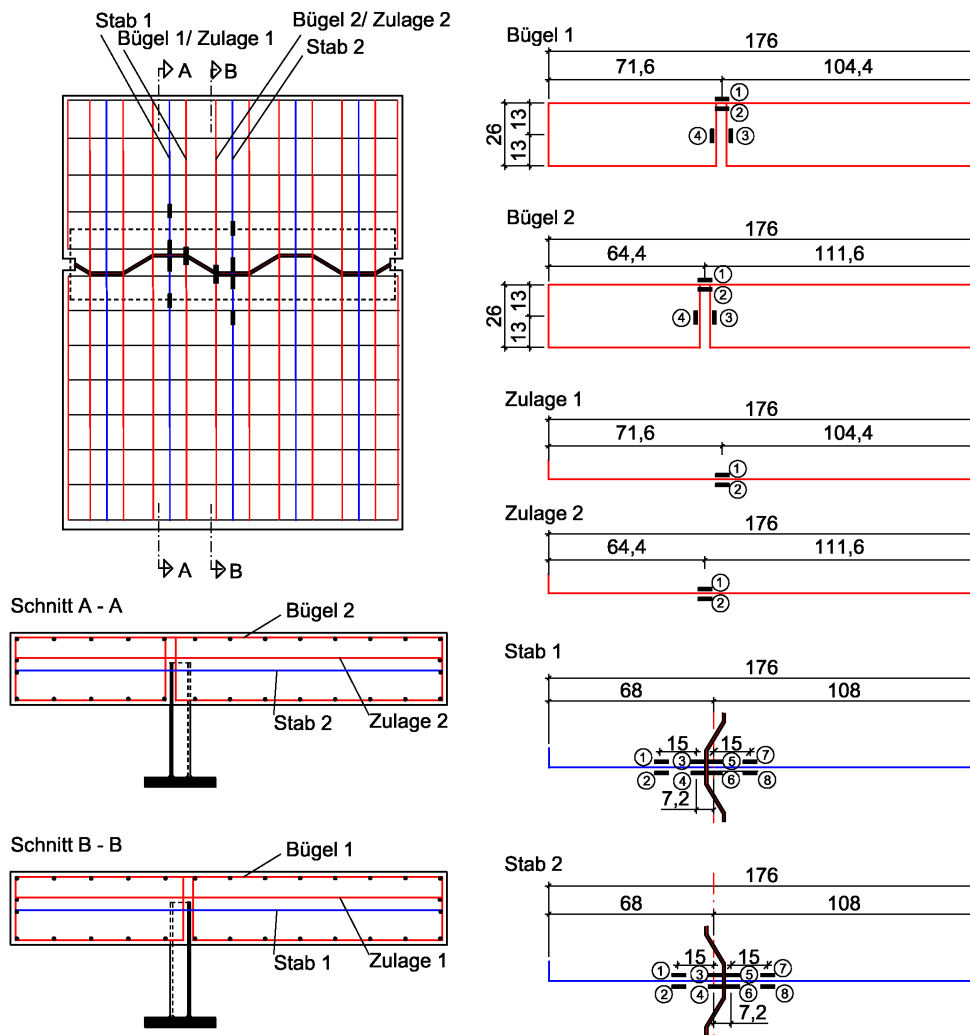 Stab 1
Bügel 1/ Zulage 1
Bügel 2/ Zulage 2
Stab 2
A
B
A
B
Schnitt A - A
Bügel 2
Stab 2
Zulage 2
Schnitt B - B
Bügel 1
Stab 1
Zulage 1
Bügel 1
176
71,6
104,4
26
13
13
1
2
4
3
Bügel 2
176
64,4
111,6
26
13
13
1
2
4
3
Zulage 1
176
71,6
104,4
1
2
Zulage 2
176
64,4
111,6
1
2
Stab 1
176
68
108
15
15
1
3
5
7
2
4
6
8
7,2
Stab 2
176
68
108
15
15
1
3
5
7
2
4
6
8
7,2